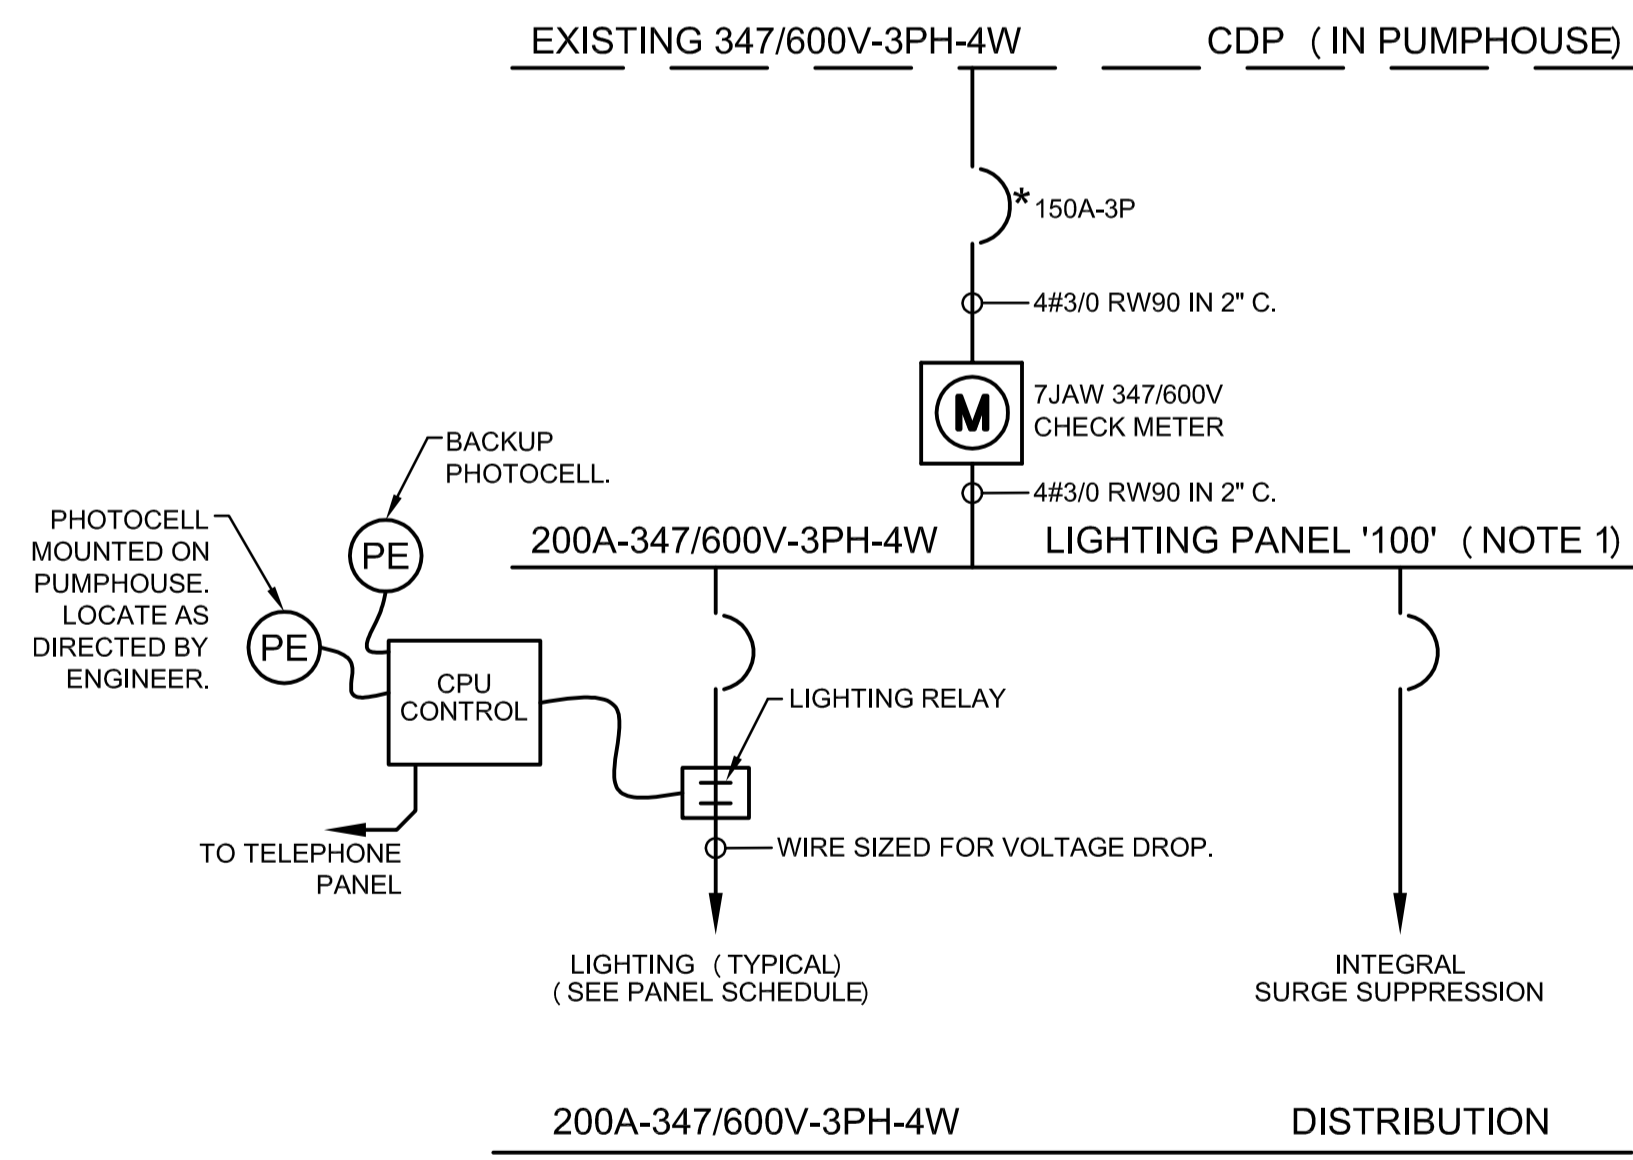 EXISTING 347/600V-3PH-4W CDP (IN PUMPHOUSE)
*150A-3P
4#3/0 RW90 IN 2" C.
M
7JAW 347/600V
CHECK METER
4#3/0 RW90 IN 2" C.
BACKUP
PHOTOCELL.
PE
PHOTOCELL
MOUNTED ON
PUMPHOUSE.
LOCATE AS
DIRECTED BY
ENGINEER.
PE
200A-347/600V-3PH-4W LIGHTING PANEL '100' (NOTE 1)
CPU
CONTROL
LIGHTING RELAY
TO TELEPHONE
PANEL
WIRE SIZED FOR VOLTAGE DROP.
LIGHTING (TYPICAL)
(SEE PANEL SCHEDULE)
INTEGRAL
SURGE SUPPRESSION
200A-347/600V-3PH-4W DISTRIBUTION